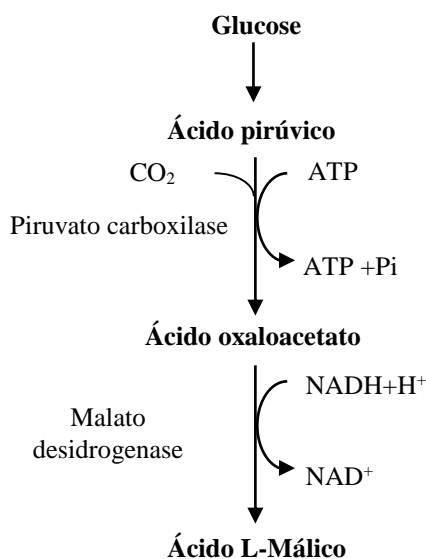 Glucose
Ácido pirúvico
CO₂
ATP
Piruvato carboxilase
ATP +Pi
Ácido oxaloacetato
NADH+H⁺
Malato
desidrogenase
NAD⁺
Ácido L-Málico